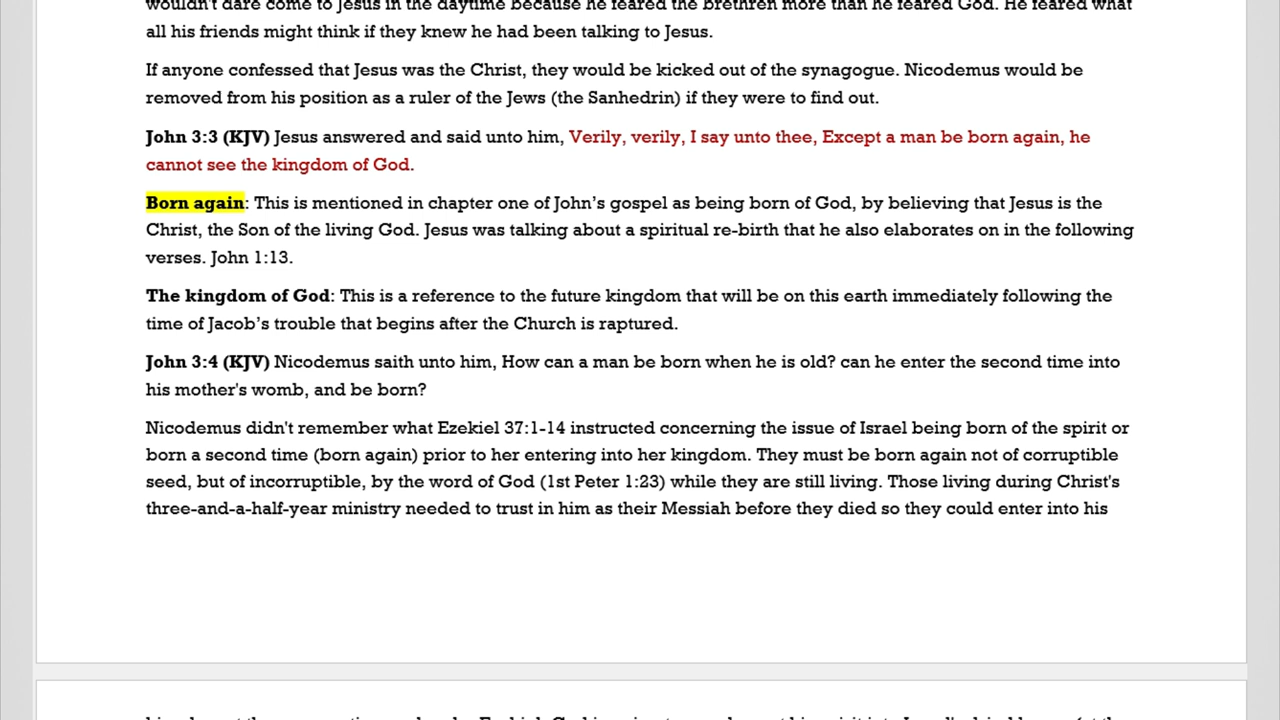 wouldn't dare come to Jesus in the daytime because he feared the brethren more than he feared God. He feared what
all his friends might think if they knew he had been talking to Jesus.
If anyone confessed that Jesus was the Christ, they would be kicked out of the synagogue. Nicodemus would be
removed from his position as a ruler of the Jews (the Sanhedrin) if they were to find out.
John 3:3 (KJV) Jesus answered and said unto him, Verily, verily, I say unto thee, Except a man be born again, he
cannot see the kingdom of God.
Born again: This is mentioned in chapter one of John’s gospel as being born of God, by believing that Jesus is the
Christ, the Son of the living God. Jesus was talking about a spiritual re-birth that he also elaborates on in the following
verses. John 1:13.
The kingdom of God: This is a reference to the future kingdom that will be on this earth immediately following the
time of Jacob’s trouble that begins after the Church is raptured.
John 3:4 (KJV) Nicodemus saith unto him, How can a man be born when he is old? can he enter the second time into
his mother's womb, and be born?
Nicodemus didn't remember what Ezekiel 37:1-14 instructed concerning the issue of Israel being born of the spirit or
born a second time (born again) prior to her entering into her kingdom. They must be born again not of corruptible
seed, but of incorruptible, by the word of God (1st Peter 1:23) while they are still living. Those living during Christ's
three-and-a-half-year ministry needed to trust in him as their Messiah before they died so they could enter into his